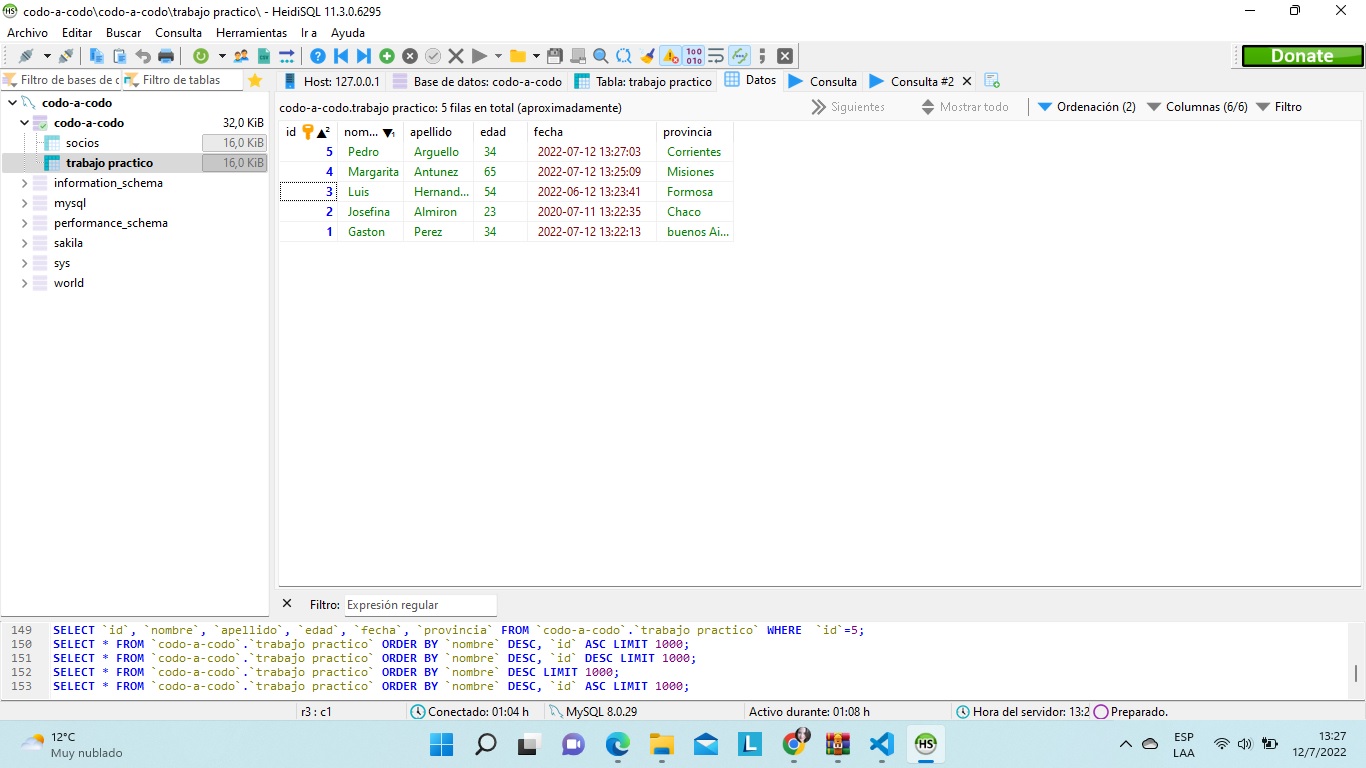 codo-a-codo\codo-a-codo\trabajo practico\ - HeidiSQL 11.3.0.6295
Archivo Editar Buscar Consulta Herramientas Ir a Ayuda
Donate
Filtro de bases de c Filtro de tablas
Host: 127.0.0.1 Base de datos: codo-a-codo Tabla: trabajo practico Datos Consulta Consulta #2
codo-a-codo
codo-a-codo 32,0 KiB
socios 16,0 KiB
trabajo practico 16,0 KiB
information_schema
mysql
performance_schema
sakila
sys
world
codo-a-codo.trabajo practico: 5 filas en total (aproximadamente) Siguientes Mostrar todo Ordenación (2) Columnas (6/6) Filtro
id nom... apellido edad fecha provincia
5 Pedro Arguello 34 2022-07-12 13:27:03 Corrientes
4 Margarita Antunez 65 2022-07-12 13:25:09 Misiones
3 Luis Hernand... 54 2022-06-12 13:23:41 Formosa
2 Josefina Almiron 23 2020-07-11 13:22:35 Chaco
1 Gaston Perez 34 2022-07-12 13:22:13 buenos Ai...
Filtro: Expresión regular
149 SELECT `id`, `nombre`, `apellido`, `edad`, `fecha`, `provincia` FROM `codo-a-codo`.`trabajo practico` WHERE  `id`=5;
150 SELECT * FROM `codo-a-codo`.`trabajo practico` ORDER BY `nombre` DESC, `id` ASC LIMIT 1000;
151 SELECT * FROM `codo-a-codo`.`trabajo practico` ORDER BY `nombre` DESC, `id` DESC LIMIT 1000;
152 SELECT * FROM `codo-a-codo`.`trabajo practico` ORDER BY `nombre` DESC LIMIT 1000;
153 SELECT * FROM `codo-a-codo`.`trabajo practico` ORDER BY `nombre` DESC, `id` ASC LIMIT 1000;
r3 : c1 Conectado: 01:04 h MySQL 8.0.29 Activo durante: 01:08 h Hora del servidor: 13:2 Preparado.
12°C
Muy nublado
ESP
LAA
13:27
12/7/2022